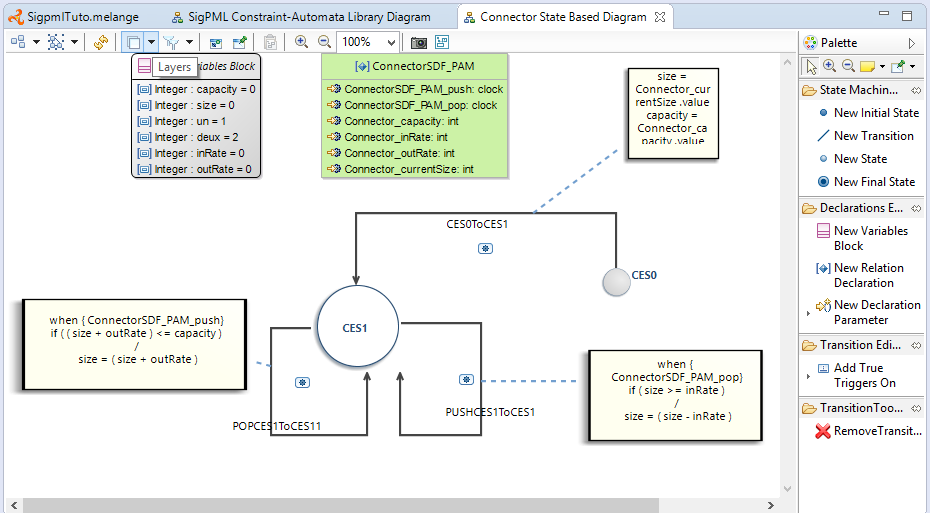 SigpmlTuto.melange
SigPML Constraint-Automata Library Diagram
Connector State Based Diagram
100%
Palette
Layers
ables Block
Integer : capacity = 0
Integer : size = 0
Integer : un = 1
Integer : deux = 2
Integer : inRate = 0
Integer : outRate = 0
ConnectorSDF_PAM
ConnectorSDF_PAM_push: clock
ConnectorSDF_PAM_pop: clock
Connector_capacity: int
Connector_inRate: int
Connector_outRate: int
Connector_currentSize: int
size =
Connector_cu
rrentSize .value
capacity =
Connector_ca
pacity .value
CES0ToCES1
CES0
CES1
when { ConnectorSDF_PAM_push}
if ( ( size + outRate ) <= capacity )
/
size = ( size + outRate )
when {
ConnectorSDF_PAM_pop}
if ( size >= inRate )
/
size = ( size - inRate )
POPCES1ToCES11
PUSHCES1ToCES1
State Machin...
New Initial State
New Transition
New State
New Final State
Declarations E...
New Variables
Block
New Relation
Declaration
New Declaration
Parameter
Transition Edi...
Add True
Triggers On
TransitionToo...
RemoveTransit...